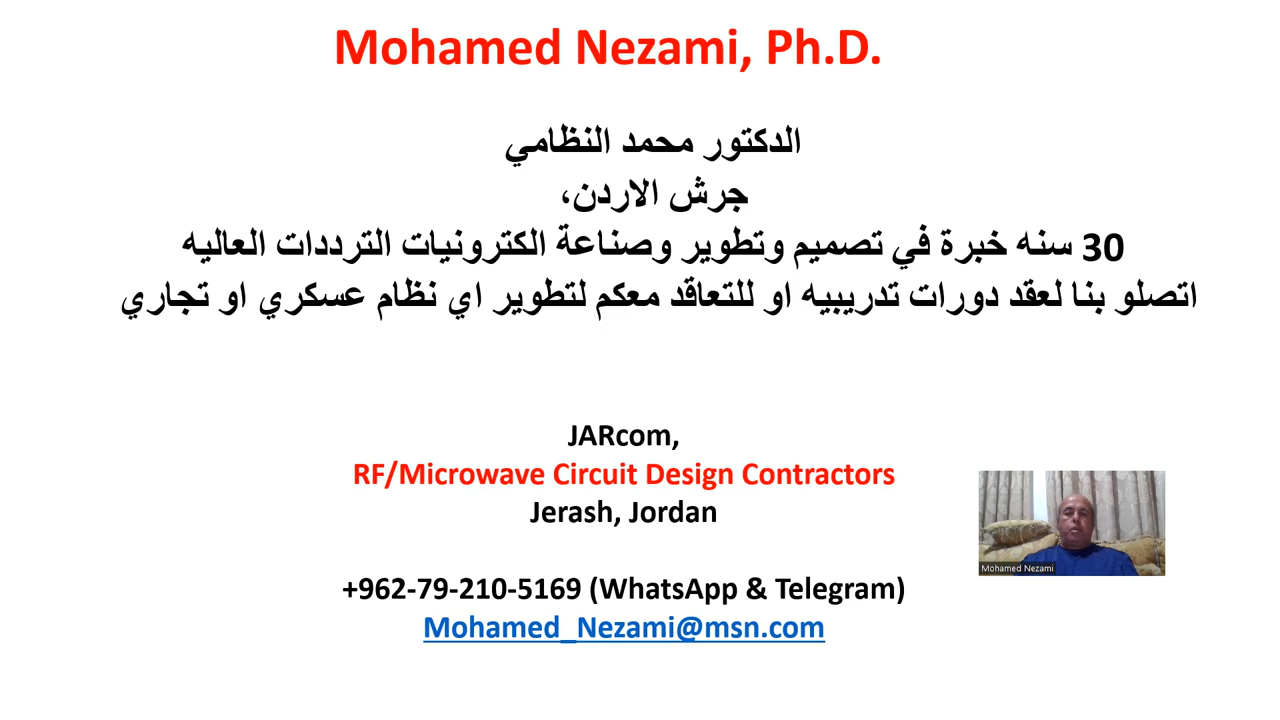 Mohamed Nezami, Ph.D.
الدكتور محمد النظامي
جرش الاردن،
30 سنه خبرة في تصميم وتطوير وصناعة الكترونيات الترددات العاليه
اتصلو بنا لعقد دورات تدريبيه او للتعاقد معكم لتطوير اي نظام عسكري او تجاري
JARcom,
RF/Microwave Circuit Design Contractors
Jerash, Jordan
+962-79-210-5169 (WhatsApp & Telegram)
Mohamed_Nezami@msn.com
Mohamed Nezami